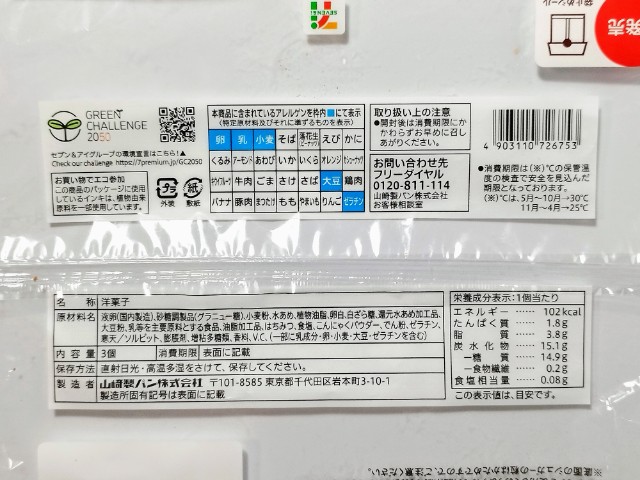 発売
袋止めシール
GREEN
CHALLENGE
2050
セブン&アイグループの環境宣言はこちら▲
Check our challenge https://7premium.jp/GC2050
お買い物でエコ参加
この商品のパッケージに使用
しているインキは、植物由来
原料を一部使用しています。
プラ 外装
紙 敷紙
本商品に含まれているアレルゲンを枠内■にて表示
(特定原材料及びそれに準ずるものを表示)
卵 乳 小麦 そば 落花生(ピーナッツ) えび かに
くるみ アーモンド あわび いか いくら オレンジ カシューナッツ
キウイフルーツ 牛肉 ごま さけ さば 大豆 鶏肉
バナナ 豚肉 まつたけ もも やまいも りんご ゼラチン
取り扱い上の注意
●開封後は消費期限にか
かわらずお早めに召し
あがりください。
お問い合わせ先
フリーダイヤル
0120-811-114
山崎製パン株式会社
お客様相談室
4 903110 726753
●消費期限は(※)℃の保管温
度の検査で安全を見込んだ
期限となっております。
(※)℃は、5月〜10月→30℃
11月〜4月→25℃
名称 洋菓子
原材料名 液卵(国内製造)、砂糖調製品(グラニュー糖)、小麦粉、水あめ、植物油脂、卵白、白ざら糖、還元水あめ加工品、
大豆粉、乳等を主要原料とする食品、油脂加工品、はちみつ、食塩、こんにゃくパウダー、でん粉、ゼラチン、
寒天/ソルビット、膨脹剤、増粘多糖類、香料、V.C、(一部に乳成分・卵・小麦・大豆・ゼラチンを含む)
内容量 3個 消費期限 表面に記載
保存方法 直射日光・高温多湿をさけて、保存してください。
製造者 山崎製パン株式会社 〒101-8585 東京都千代田区岩本町3-10-1
製造所固有記号は表面に記載
栄養成分表示:1個当たり
エネルギー …… 102kcal
たんぱく質 …… 1.8g
脂質 …… 3.8g
炭水化物 …… 15.1g
−糖質 …… 14.9g
−食物繊維 …… 0.2g
食塩相当量 …… 0.08g
この表示値は、目安です。